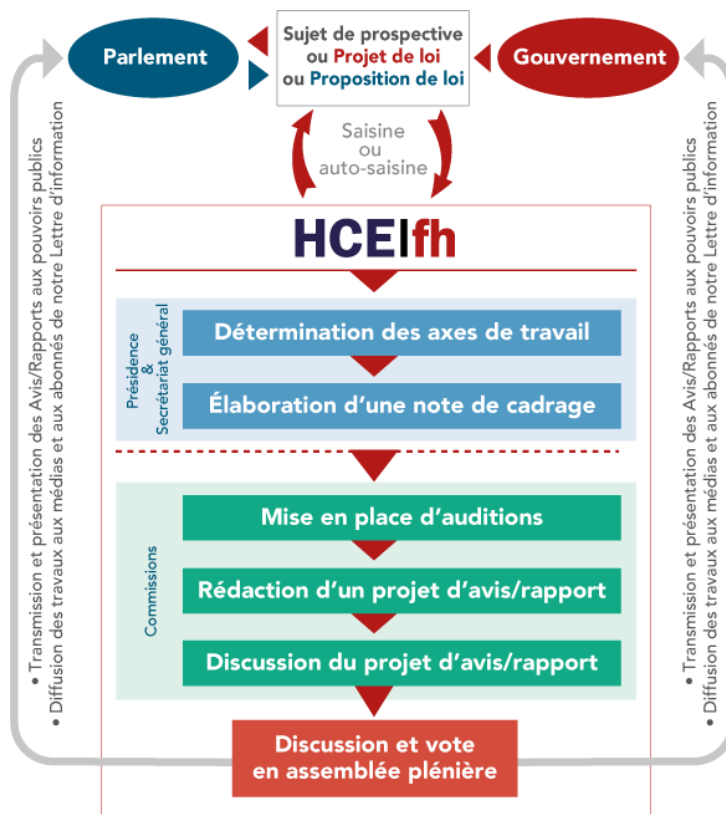 Parlement
Sujet de prospective
ou Projet de loi
ou Proposition de loi
Gouvernement
Saisine
ou
auto-saisine
HCE|fh
Présidence
&
Secrétariat général
Détermination des axes de travail
Élaboration d'une note de cadrage
Commissions
Mise en place d'auditions
Rédaction d'un projet d'avis/rapport
Discussion du projet d'avis/rapport
Discussion et vote
en assemblée plénière
• Transmission et présentation des Avis/Rapports aux pouvoirs publics
• Diffusion des travaux aux médias et aux abonnés de notre Lettre d'information
• Transmission et présentation des Avis/Rapports aux pouvoirs publics
• Diffusion des travaux aux médias et aux abonnés de notre Lettre d'information